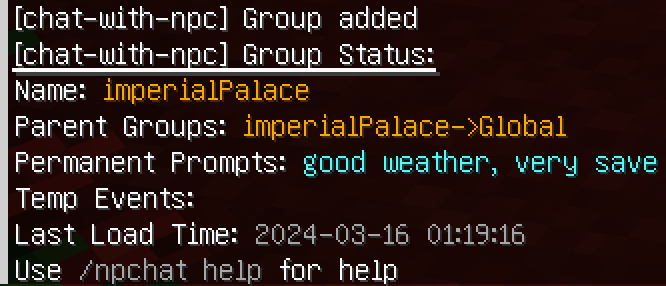 [chat-with-npc] Group added
[chat-with-npc] Group Status:
Name: imperialPalace
Parent Groups: imperialPalace->Global
Permanent Prompts: good weather, very save
Temp Events:
Last Load Time: 2024-03-16 01:19:16
Use /npchat help for help